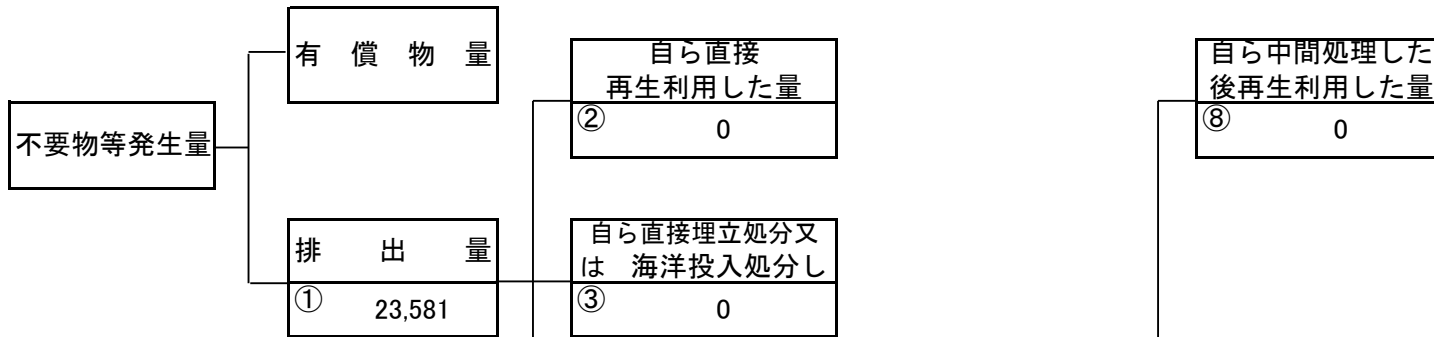 有償物量
自ら直接
再生利用した量
② 0
自ら中間処理した
後再生利用した量
⑧ 0
不要物等発生量
排出量
① 23,581
自ら直接埋立処分又
は 海洋投入処分し
③ 0